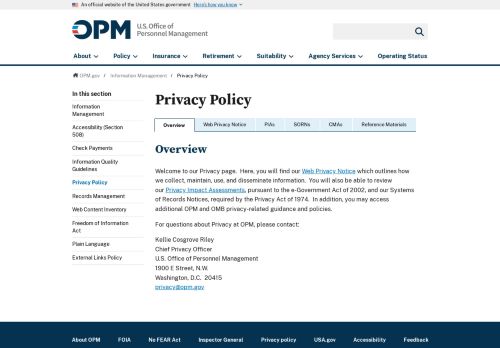 An official website of the United States government Here's how you know
OPM U.S. Office of
Personnel Management
About Policy Insurance Retirement Suitability Agency Services Operating Status
OPM.gov / Information Management / Privacy Policy
In this section
Information
Management
Accessibility (Section
508)
Check Payments
Information Quality
Guidelines
Privacy Policy
Records Management
Web Content Inventory
Freedom of Information
Act
Plain Language
External Links Policy
Privacy Policy
Overview Web Privacy Notice PIAs SORNs CMAs Reference Materials
Overview
Welcome to our Privacy page. Here, you will find our Web Privacy Notice which outlines how
we collect, maintain, use, and disseminate information. You will also be able to review
our Privacy Impact Assessments, pursuant to the e-Government Act of 2002, and our Systems
of Records Notices, required by the Privacy Act of 1974. In addition, you may access
additional OPM and OMB privacy-related guidance and policies.
For questions about Privacy at OPM, please contact:
Kellie Cosgrove Riley
Chief Privacy Officer
U.S. Office of Personnel Management
1900 E Street, N.W.
Washington, D.C. 20415
privacy@opm.gov
About OPM FOIA No FEAR Act Inspector General Privacy policy USA.gov Accessibility Feedback